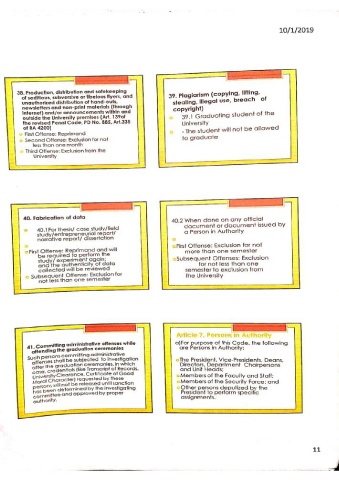 10/1/2019
38. Production, distribution and safekeeping
of seditious, subversive or libelous flyers, and
unauthorized distribution of hand-outs,
newsletters and non-print materials (through
internet) and/or announcements within and
outside the University premises (Art. 139of
the revised Penal Code, PD No. 885, Art.355
of RA 4200)
First Offense: Reprimand
Second Offense: Exclusion for not
less than one month
Third Offense: Exclusion from the
University
39. Plagiarism (copying, lifting,
stealing, illegal use, breach of
copyright)
39.1 Graduating student of the
University
- The student will not be allowed
to graduate
40. Fabrication of data
40.1For thesis/ case study/field
study/entrepreneurial report/
narrative report/ dissertation
First Offense: Reprimand and will
be required to perform the
study/ experiment again;
and the authenticity of data
collected will be reviewed
Subsequent Offense: Exclusion for
not less than one semester
40.2 When done on any official
document or document issued by
a Person in Authority
First Offense: Exclusion for not
more than one semester
Subsequent Offenses: Exclusion
for not less than one
semester to exclusion from
the University
41. Committing administrative offenses while
attending the graduation ceremonies
Such persons committing administrative
offenses shall be subjected to investigation
after the graduation ceremonies, in which
case, credentials (like Transcript of Records,
University Clearance, Certificate of Good
Moral Character) requested by these
persons will not be released until sanction
has been determined by the investigating
committee and approved by proper
authority.
Article 7. Persons in Authority
a)For purpose of this Code, the following
are Persons in Authority:
The President, Vice-Presidents, Deans,
Directors, Department Chairpersons
and Unit Heads;
Members of the Faculty and Staff;
Members of the Security Force; and
Other persons deputized by the
President to perform specific
assignments.
11